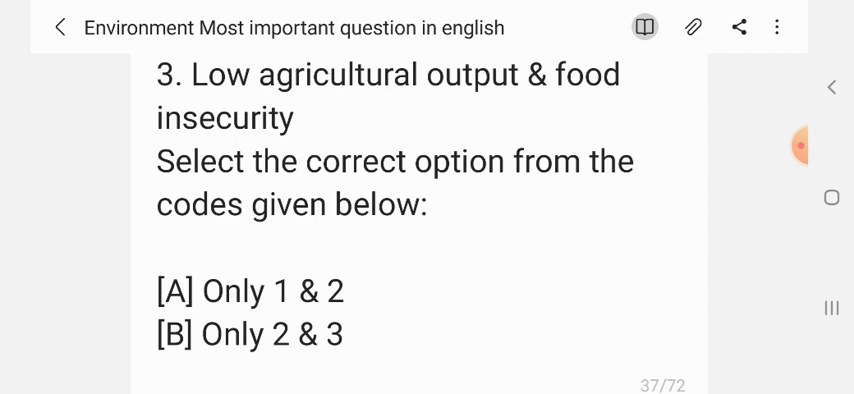 Environment Most important question in english
3. Low agricultural output & food
insecurity
Select the correct option from the
codes given below:
[A] Only 1 & 2
[B] Only 2 & 3
37/72